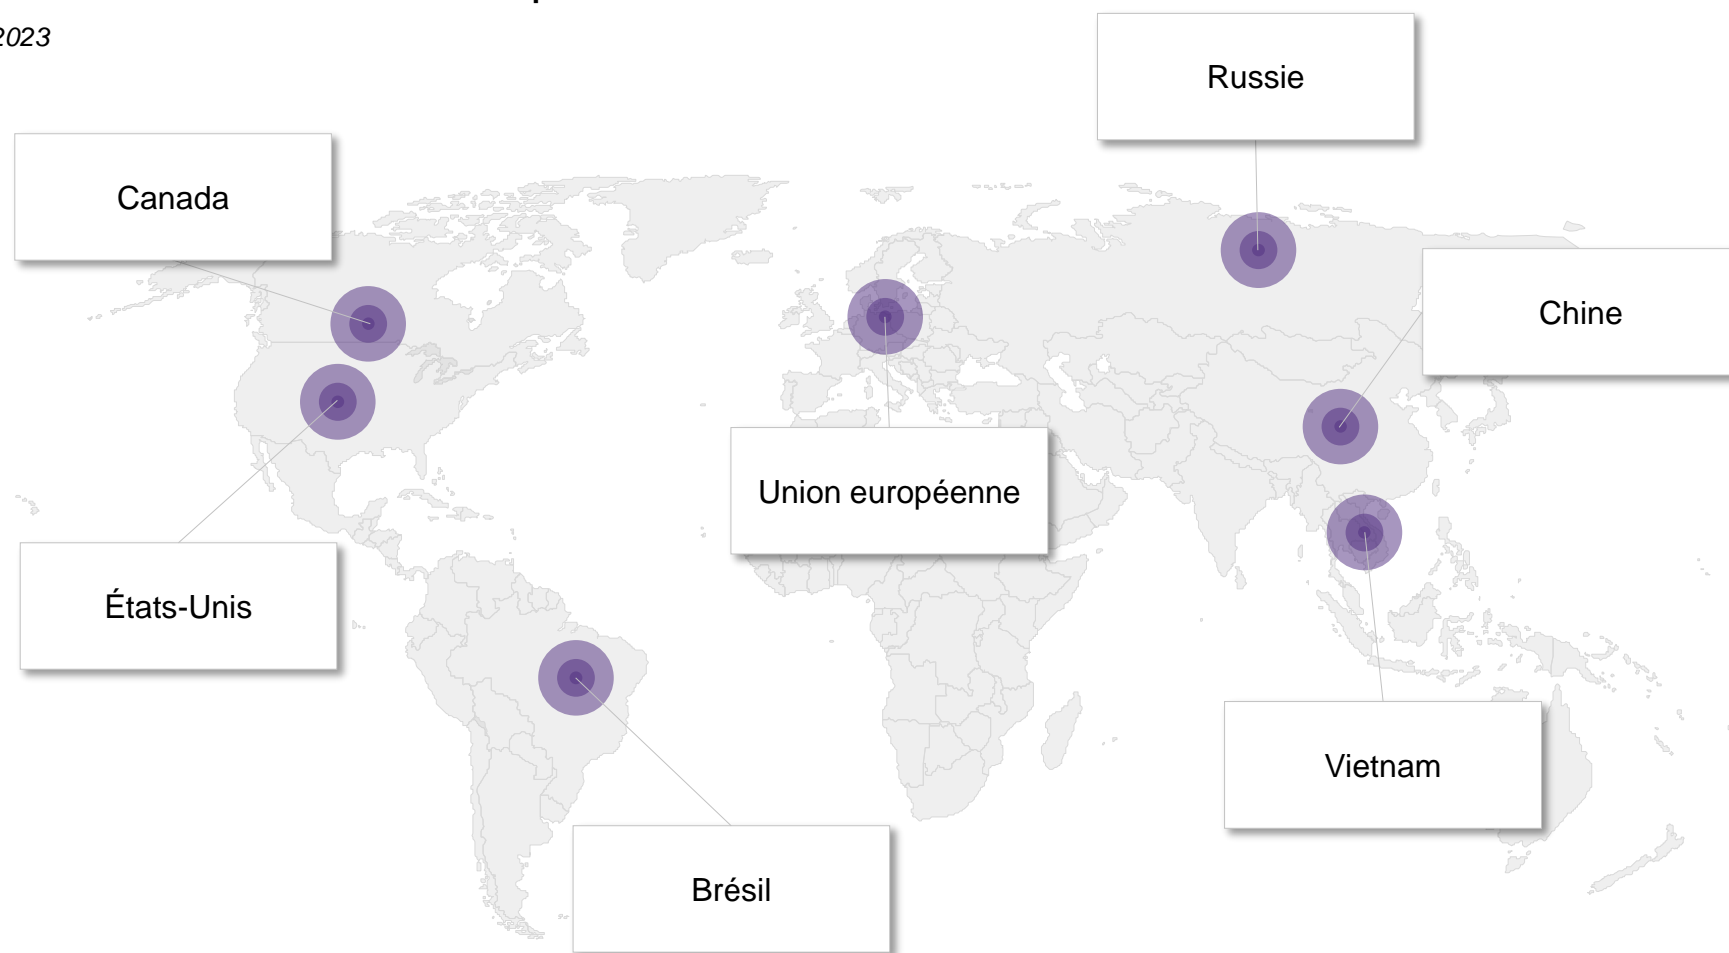 2023
Russie
Canada
Chine
Union européenne
États-Unis
Vietnam
Brésil